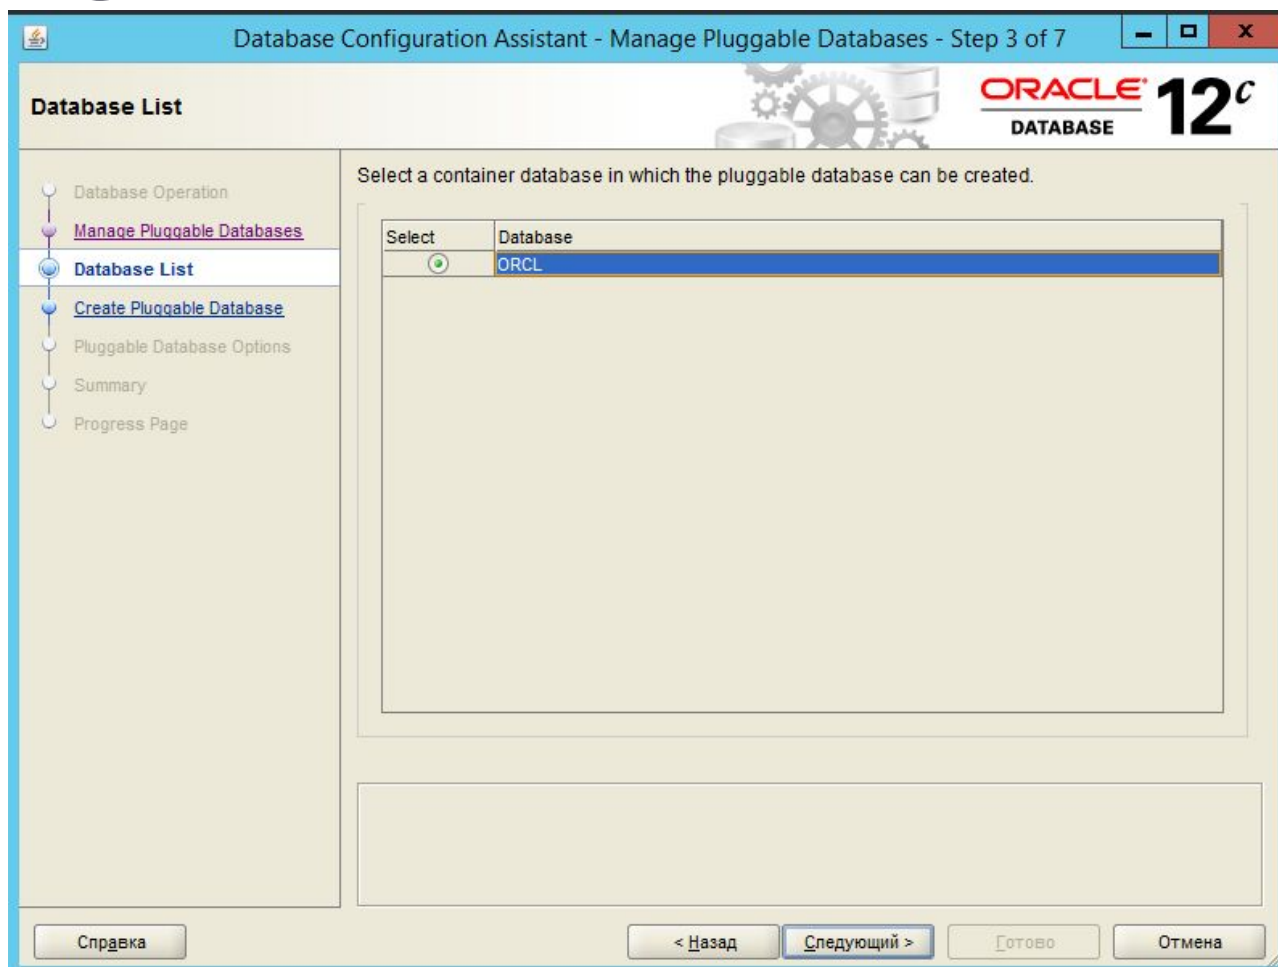 Database Configuration Assistant - Manage Pluggable Databases - Step 3 of 7
Database List
ORACLE 12c
DATABASE
Database Operation
Manage Pluggable Databases
Database List
Create Pluggable Database
Pluggable Database Options
Summary
Progress Page
Select a container database in which the pluggable database can be created.
Select Database
ORCL
Справка
< Назад
Следующий >
Готово
Отмена